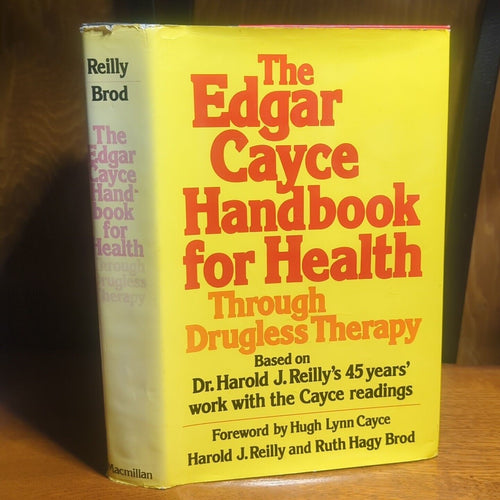 Reilly
Brod
The
Edgar
Cayce
Hand-
book
for
Health
Through
Drugless
Therapy
Macmillan
The
Edgar
Cayce
Handbook
for Health
Through
Drugless Therapy
Based on
Dr. Harold J. Reilly's 45 years'
work with the Cayce readings
Foreword by Hugh Lynn Cayce
Harold J. Reilly and Ruth Hagy Brod